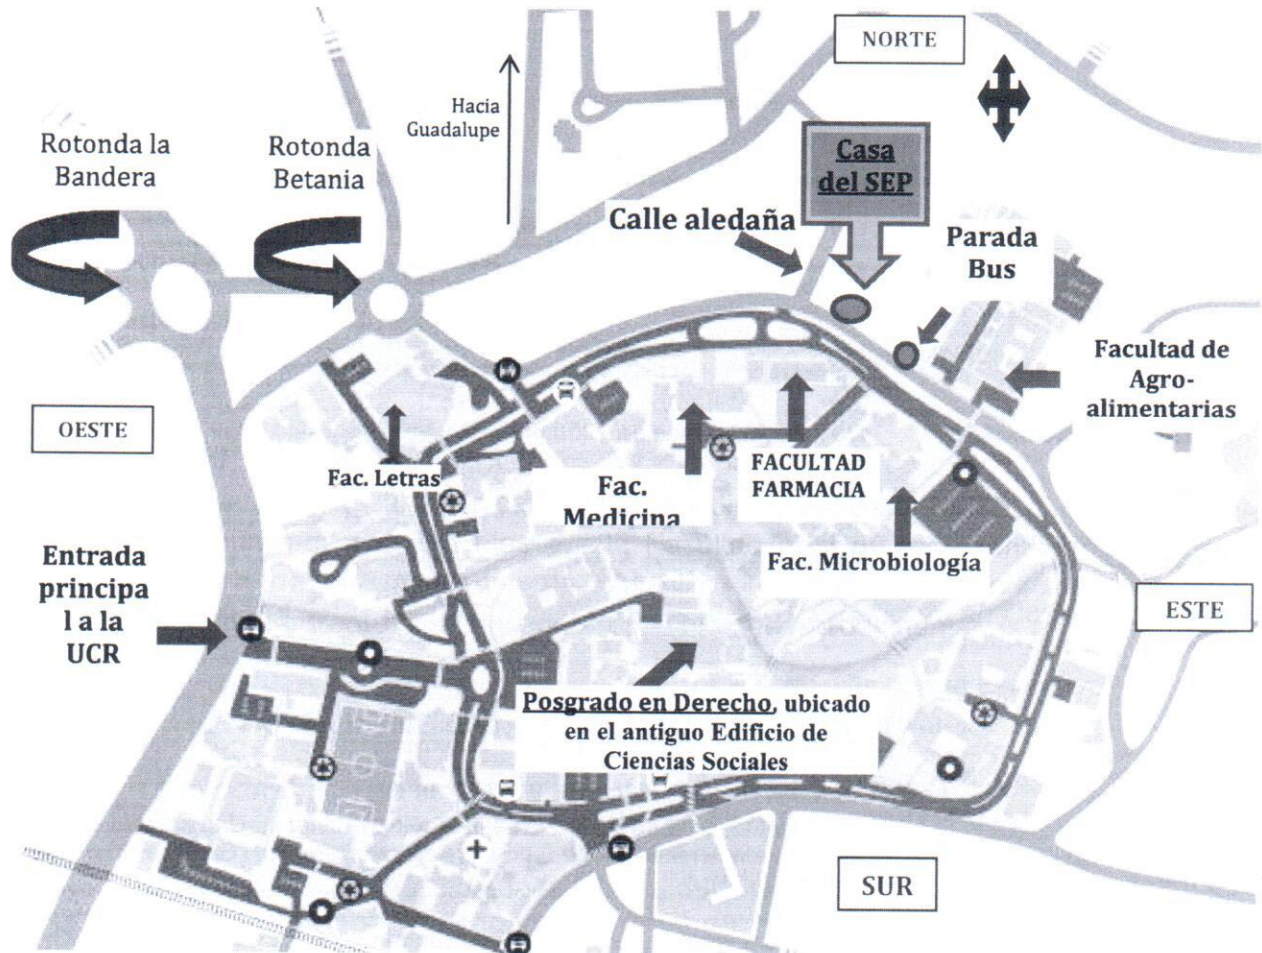 NORTE
Hacia
Guadalupe
Rotonda la
Bandera
Rotonda
Betania
Casa
del SEP
Calle aledaña
Parada
Bus
Facultad de
Agro-
alimentarias
OESTE
Fac. Letras
Fac.
Medicina
FACULTAD
FARMACIA
Fac. Microbiología
Entrada
principa
l a la
UCR
ESTE
Posgrado en Derecho, ubicado
en el antiguo Edificio de
Ciencias Sociales
SUR